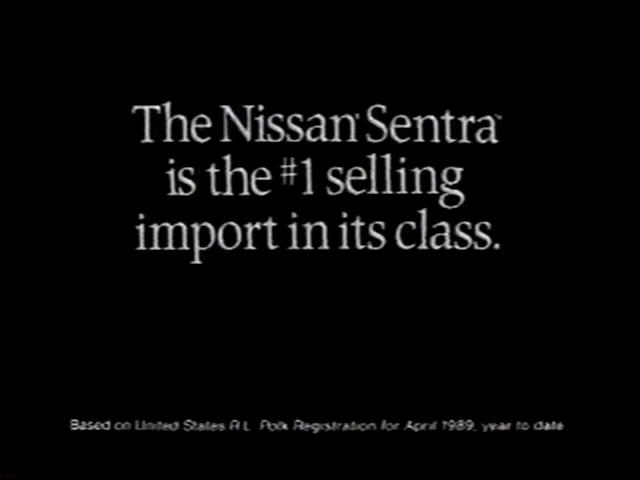 The Nissan® Sentra™
is the #1 selling
import in its class.
Based on United States R.L. Polk Registration for April 1989, year to date